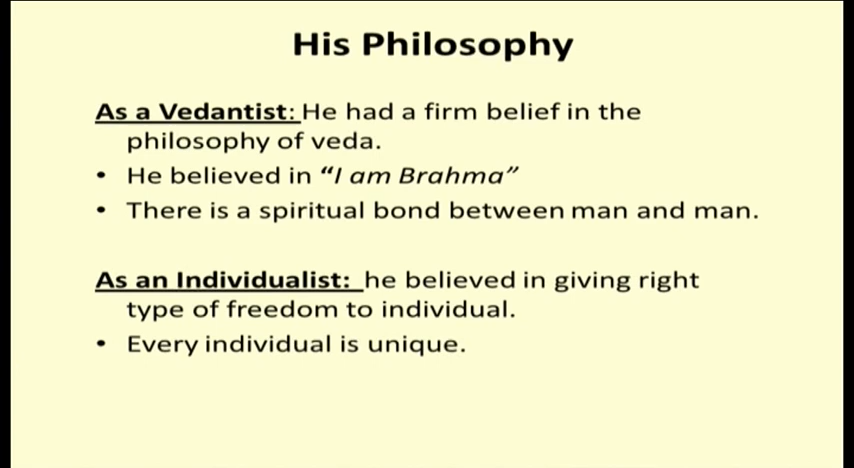 His Philosophy
As a Vedantist: He had a firm belief in the
philosophy of veda.
• He believed in “I am Brahma”
• There is a spiritual bond between man and man.
As an Individualist: he believed in giving right
type of freedom to individual.
• Every individual is unique.